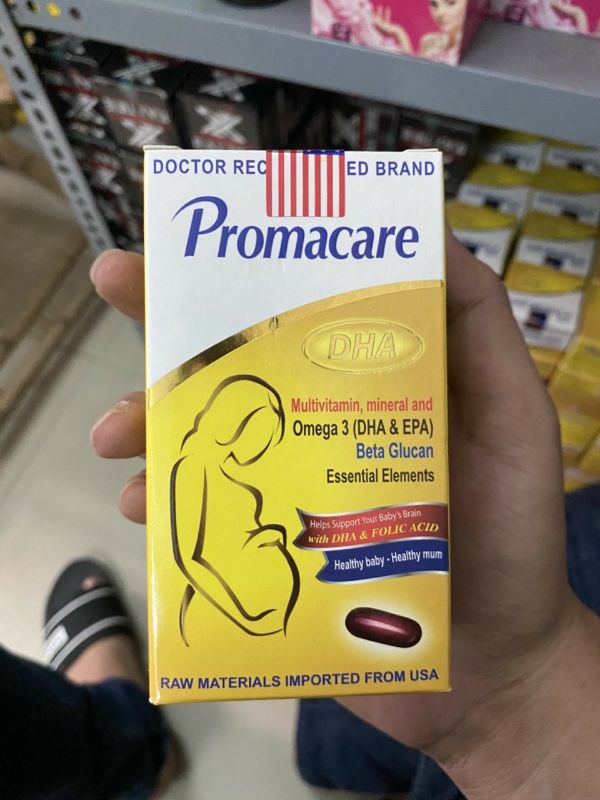 DOCTOR REC ED BRAND
Promacare
DHA
Multivitamin, mineral and
Omega 3 (DHA & EPA)
Beta Glucan
Essential Elements
Helps Support Your Baby's Brain
with DHA & FOLIC ACID
Healthy baby - Healthy mum
RAW MATERIALS IMPORTED FROM USA